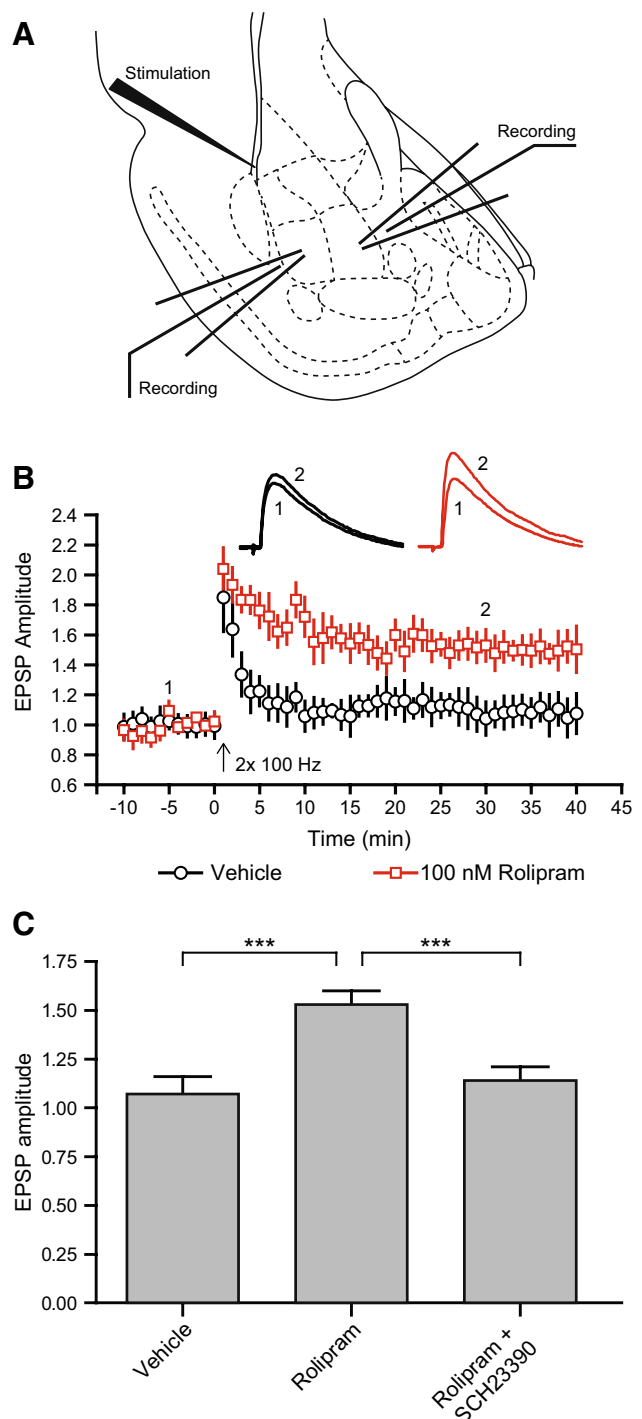 A
Stimulation
Recording
Recording
B
2
1
2
1
2.4
2.2
2.0
1.8
1.6
1.4
1.2
1.0
0.8
0.6
EPSP Amplitude
1
2
2x 100 Hz
-10 -5 0 5 10 15 20 25 30 35 40 45
Time (min)
Vehicle 100 nM Rolipram
C
*** ***
1.75
1.50
1.25
1.00
0.75
0.50
0.25
0.00
EPSP amplitude
Vehicle
Rolipram
Rolipram +
SCH23390